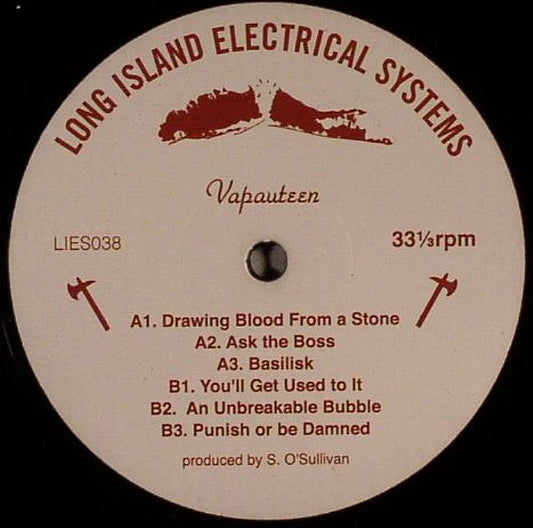 LONG ISLAND ELECTRICAL SYSTEMS
Vapauteen
LIES038
33⅓rpm
A1. Drawing Blood From a Stone
A2. Ask the Boss
A3. Basilisk
B1. You'll Get Used to It
B2. An Unbreakable Bubble
B3. Punish or be Damned
produced by S. O'Sullivan